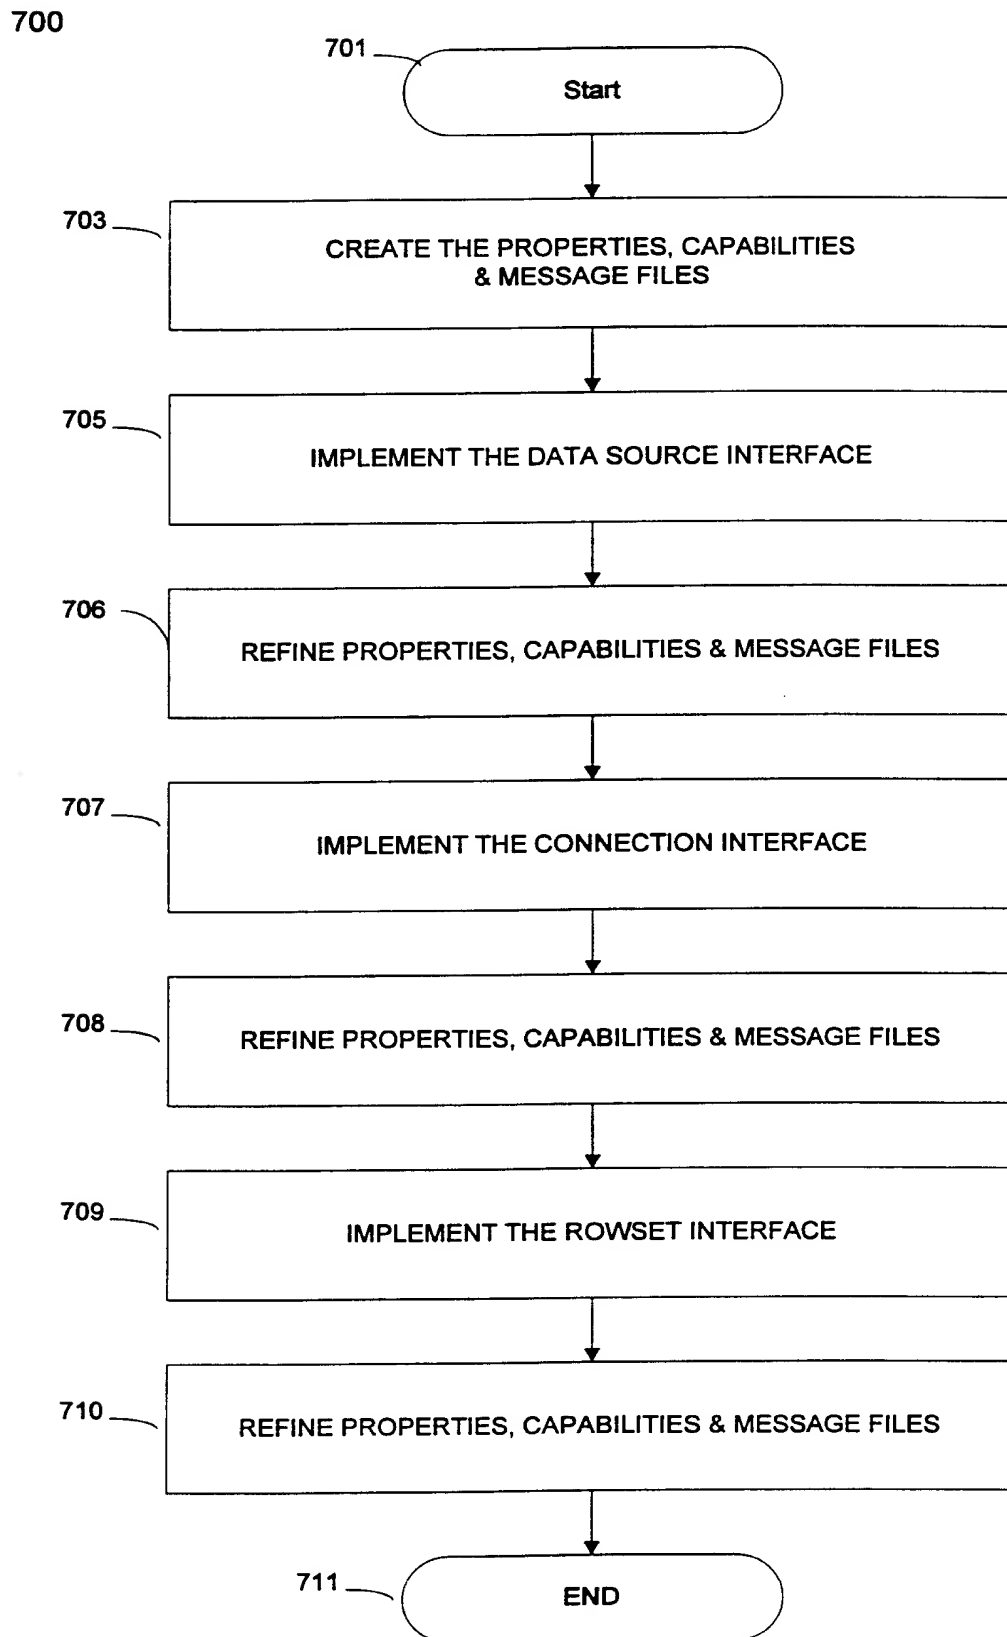 700
701
Start
703
CREATE THE PROPERTIES, CAPABILITIES
& MESSAGE FILES
705
IMPLEMENT THE DATA SOURCE INTERFACE
706
REFINE PROPERTIES, CAPABILITIES & MESSAGE FILES
707
IMPLEMENT THE CONNECTION INTERFACE
708
REFINE PROPERTIES, CAPABILITIES & MESSAGE FILES
709
IMPLEMENT THE ROWSET INTERFACE
710
REFINE PROPERTIES, CAPABILITIES & MESSAGE FILES
711
END